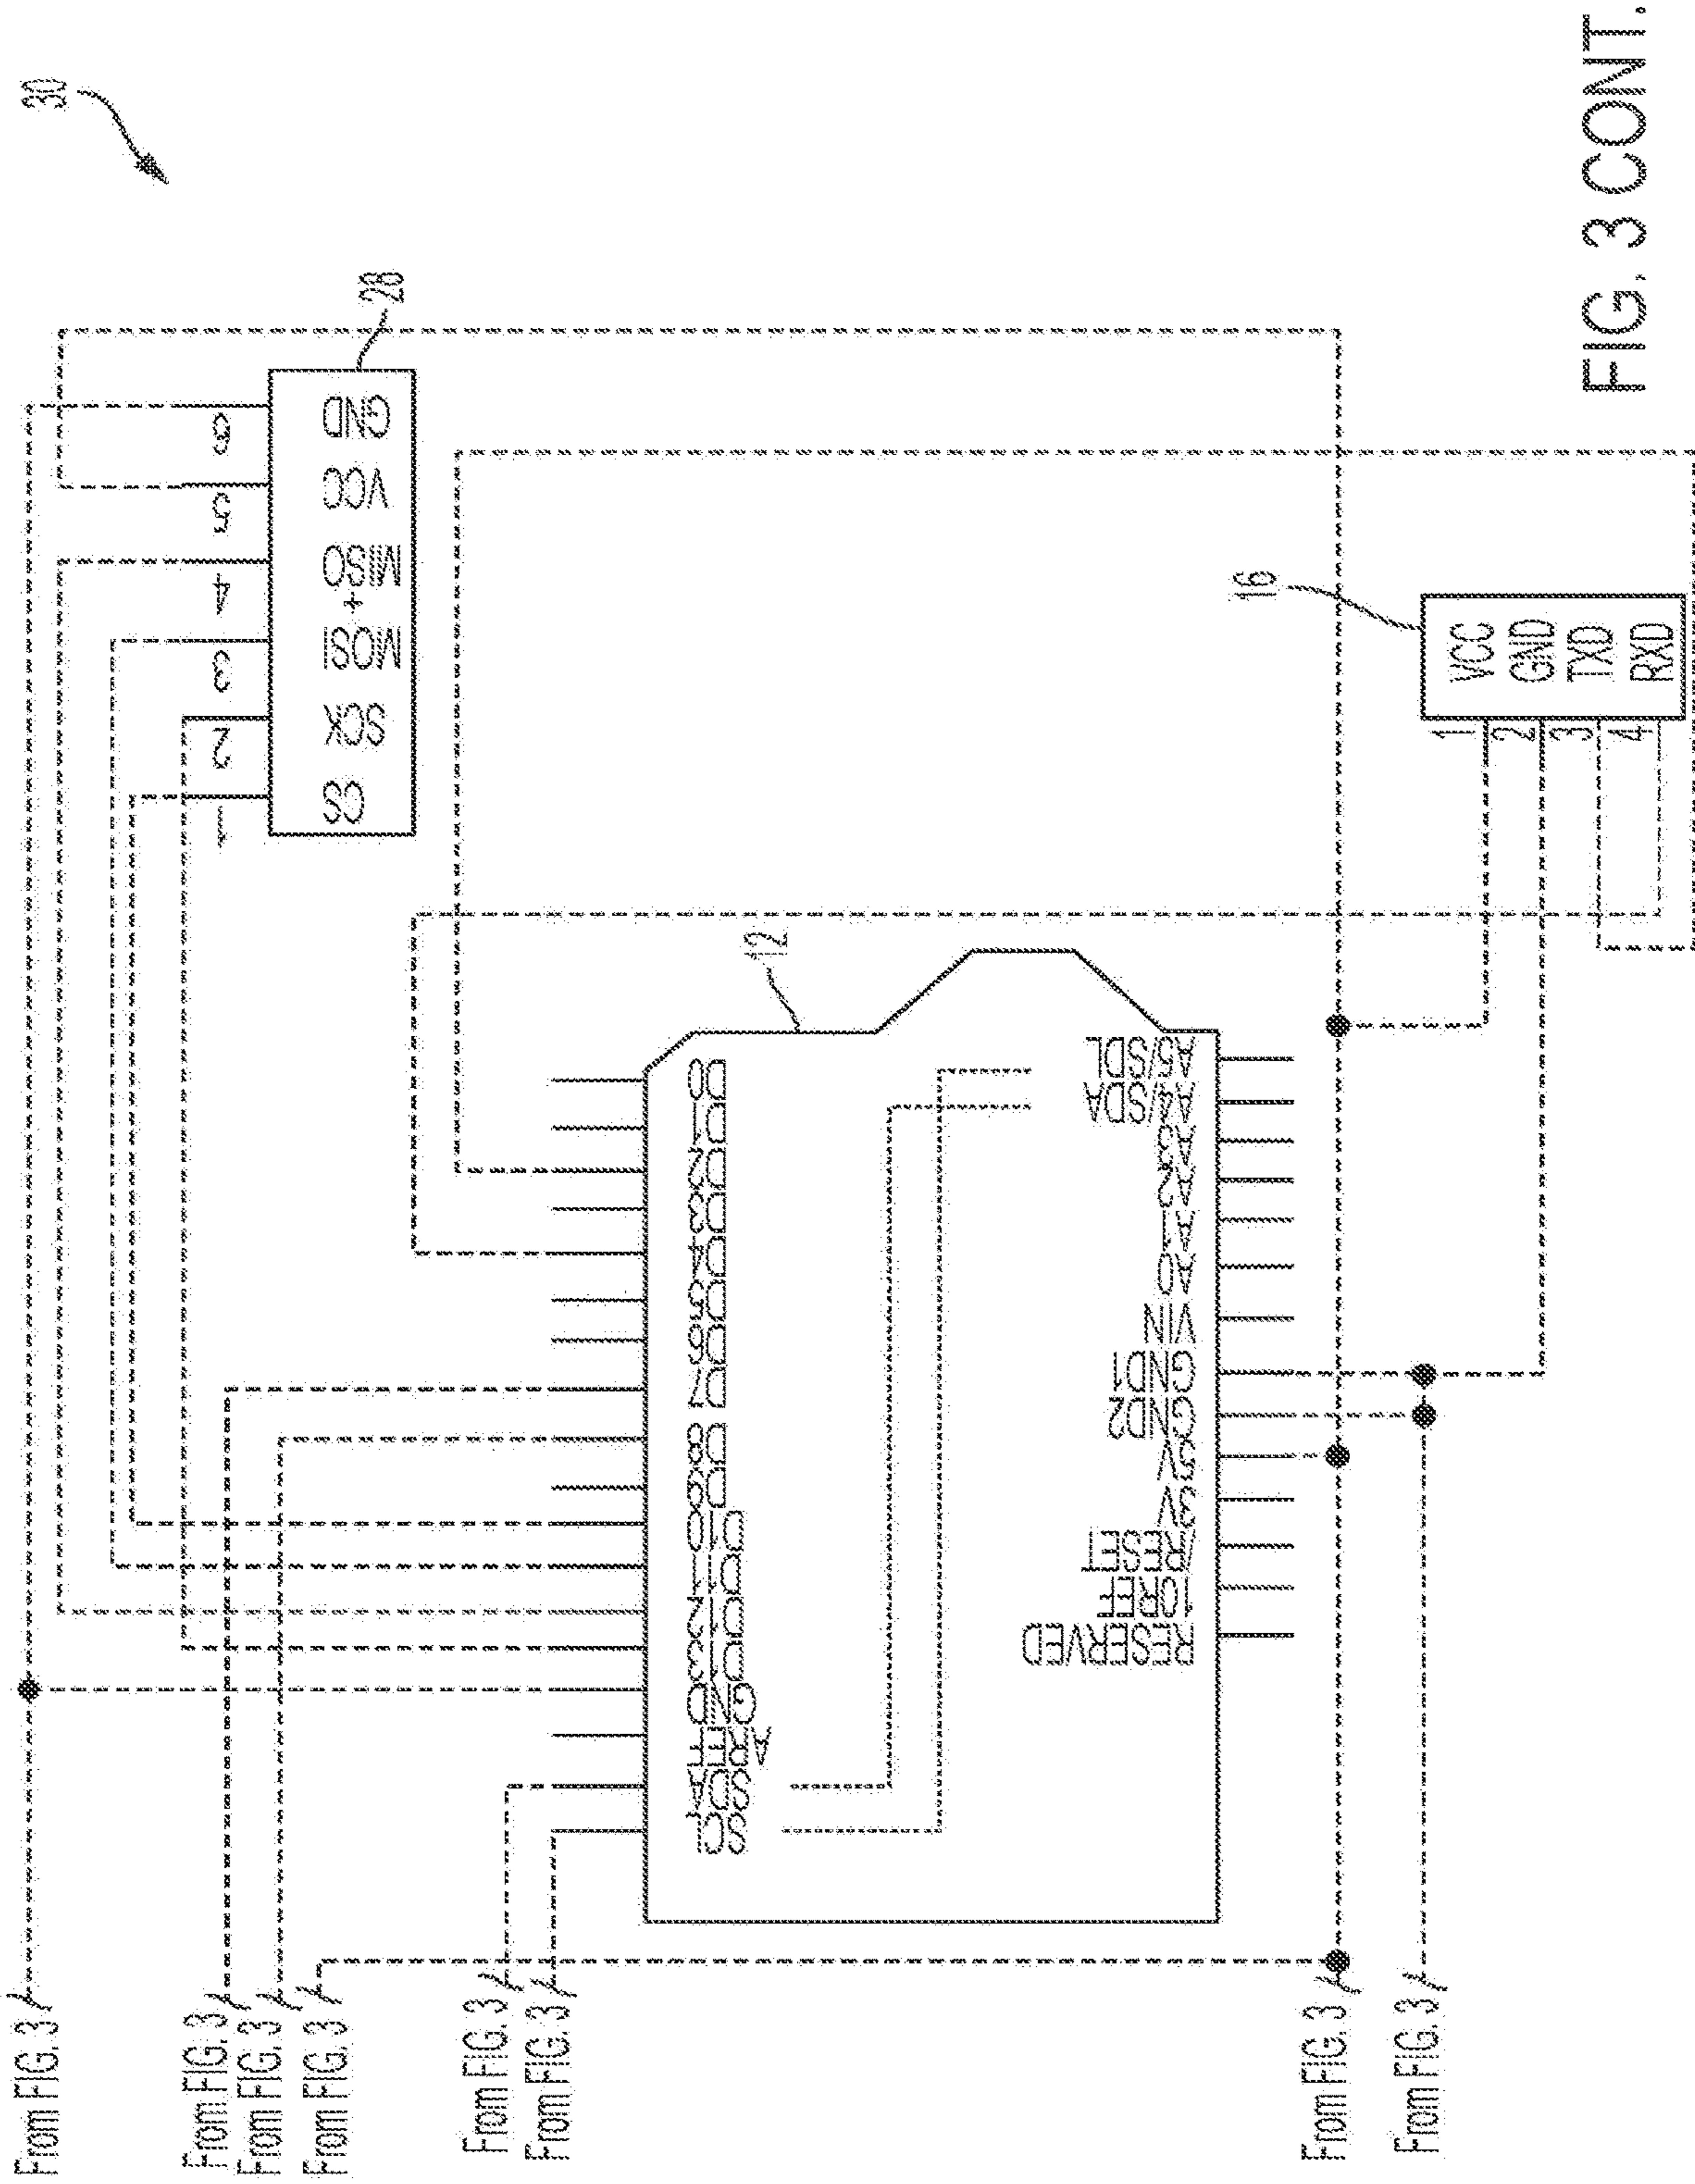 30
From FIG. 3
From FIG. 3
From FIG. 3
From FIG. 3
From FIG. 3
From FIG. 3
From FIG. 3
From FIG. 3
28
1 2 3 4 5 6
CS SCK MOSI + MISO VCC GND
12
D0
D1
D2
D3
D4
D5
D6
D7
D8
D9
D10
D11
D12
D13
GND
AREF
SDA
SCL
A5/SDL
A4/SDA
A3
A2
A1
A0
VIN
GND1
GND2
5V
3V
/RESET
10REF
RESERVED
16
1 VCC
2 GND
3 TXD
4 RXD
FIG. 3 CONT.